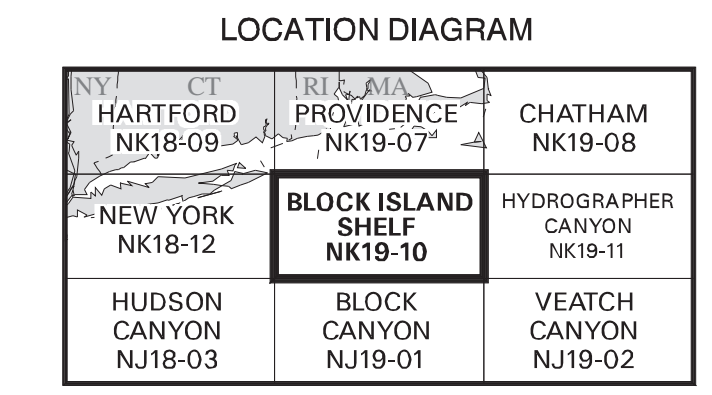 LOCATION DIAGRAM
NY CT RI MA
HARTFORD
NK18-09
PROVIDENCE
NK19-07
CHATHAM
NK19-08
NEW YORK
NK18-12
BLOCK ISLAND
SHELF
NK19-10
HYDROGRAPHER
CANYON
NK19-11
HUDSON
CANYON
NJ18-03
BLOCK
CANYON
NJ19-01
VEATCH
CANYON
NJ19-02